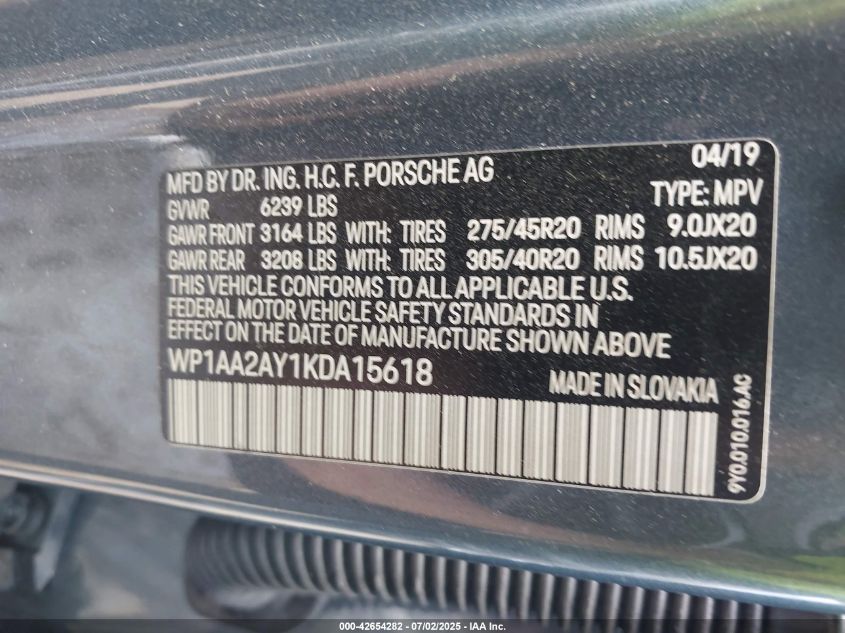 04/19
MFD BY DR. ING. H.C. F. PORSCHE AG
TYPE: MPV
GVWR 6239 LBS
GAWR FRONT 3164 LBS WITH: TIRES 275/45R20 RIMS 9.0JX20
GAWR REAR 3208 LBS WITH: TIRES 305/40R20 RIMS 10.5JX20
THIS VEHICLE CONFORMS TO ALL APPLICABLE U.S.
FEDERAL MOTOR VEHICLE SAFETY STANDARDS IN
EFFECT ON THE DATE OF MANUFACTURE SHOWN ABOVE.
WP1AA2AY1KDA15618
MADE IN SLOVAKIA
9Y0.010.016.AC
000-42654282 - 07/02/2025 - IAA Inc.